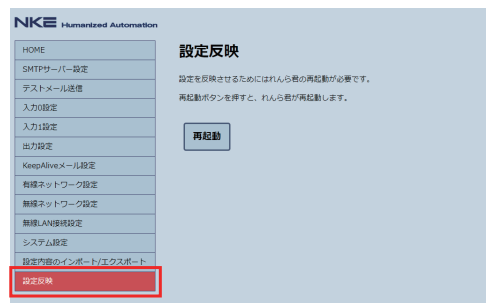 NKE Humanized Automation
HOME
SMTPサーバー設定
テストメール送信
入力0設定
入力1設定
出力設定
KeepAliveメール設定
有線ネットワーク設定
無線ネットワーク設定
無線LAN接続設定
システム設定
設定内容のインポート/エクスポート
設定反映
設定反映
設定を反映させるためにはれんら君の再起動が必要です。
再起動ボタンを押すと、れんら君が再起動します。
再起動